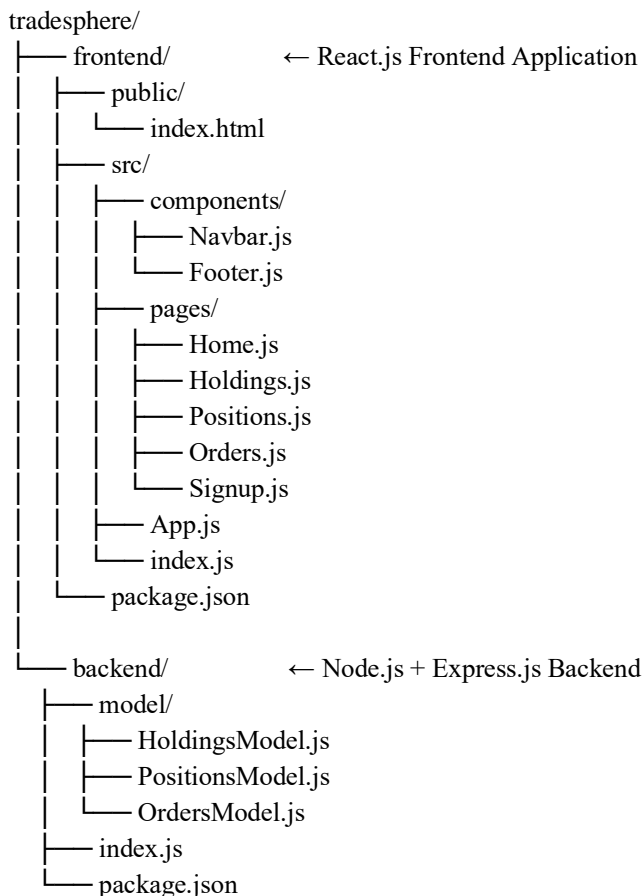 tradesphere/
├── frontend/ ← React.js Frontend Application
│ ├── public/
│ │ └── index.html
│ ├── src/
│ │ ├── components/
│ │ │ ├── Navbar.js
│ │ │ └── Footer.js
│ │ ├── pages/
│ │ │ ├── Home.js
│ │ │ ├── Holdings.js
│ │ │ ├── Positions.js
│ │ │ ├── Orders.js
│ │ │ └── Signup.js
│ │ ├── App.js
│ │ └── index.js
│ └── package.json
│
└── backend/ ← Node.js + Express.js Backend
├── model/
│ ├── HoldingsModel.js
│ ├── PositionsModel.js
│ └── OrdersModel.js
├── index.js
└── package.json